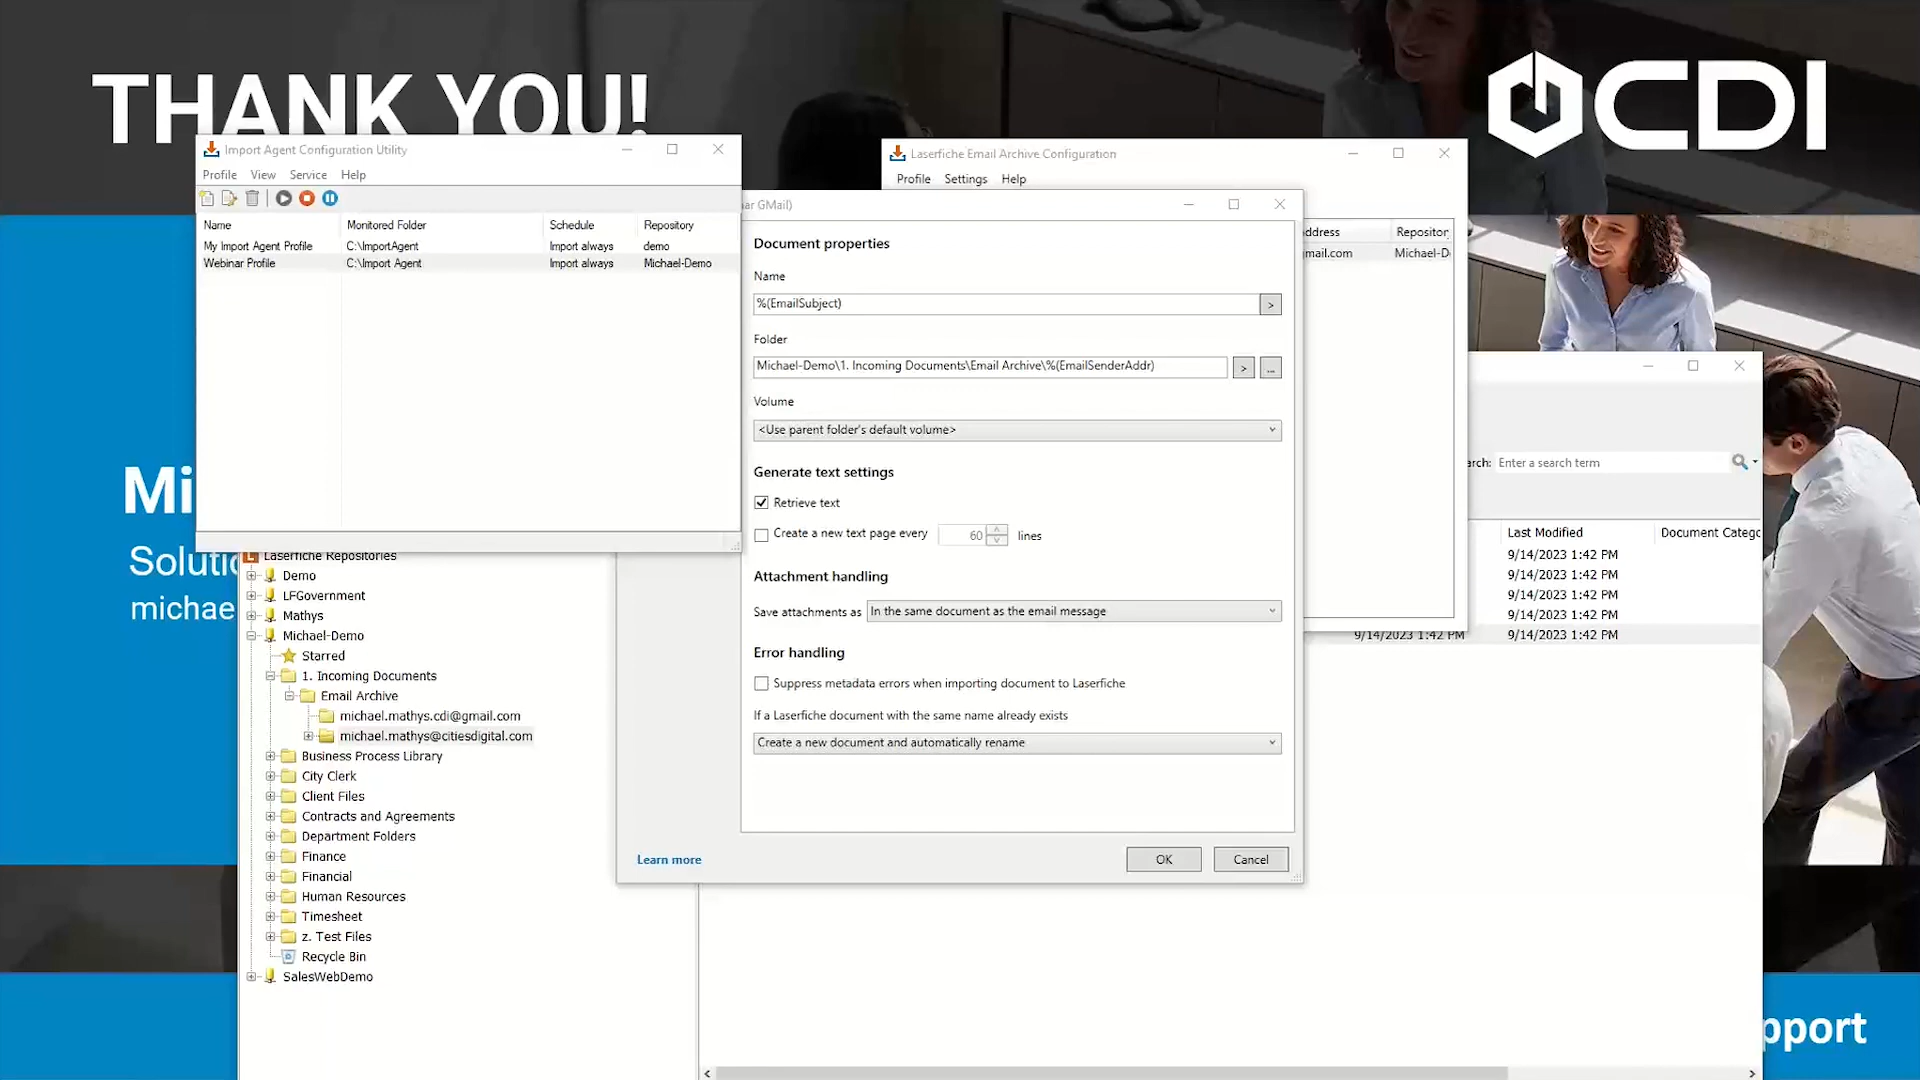 THANK YOU!
CDI
Import Agent Configuration Utility
Profile View Service Help
Name Monitored Folder Schedule Repository
My Import Agent Profile C:\ImportAgent Import always demo
Webinar Profile C:\Import Agent Import always Michael-Demo
Laserfiche Email Archive Configuration
Profile Settings Help
ddress Repositor
mail.com Michael-D
ar GMail)
Document properties
Name
%(EmailSubject)
>
Folder
Michael-Demo\1. Incoming Documents\Email Archive\%(EmailSenderAddr)
> ...
Volume
<Use parent folder's default volume>
Generate text settings
Retrieve text
Create a new text page every 60 lines
Attachment handling
Save attachments as In the same document as the email message
Error handling
Suppress metadata errors when importing document to Laserfiche
If a Laserfiche document with the same name already exists
Create a new document and automatically rename
Learn more
OK Cancel
arch: Enter a search term
Last Modified Document Catego
9/14/2023 1:42 PM
9/14/2023 1:42 PM
9/14/2023 1:42 PM
9/14/2023 1:42 PM
9/14/2023 1:42 PM 9/14/2023 1:42 PM
Mi
Soluti
michae
Laserfiche Repositories
Demo
LFGovernment
Mathys
Michael-Demo
Starred
1. Incoming Documents
Email Archive
michael.mathys.cdi@gmail.com
michael.mathys@citiesdigital.com
Business Process Library
City Clerk
Client Files
Contracts and Agreements
Department Folders
Finance
Financial
Human Resources
Timesheet
z. Test Files
Recycle Bin
SalesWebDemo
pport